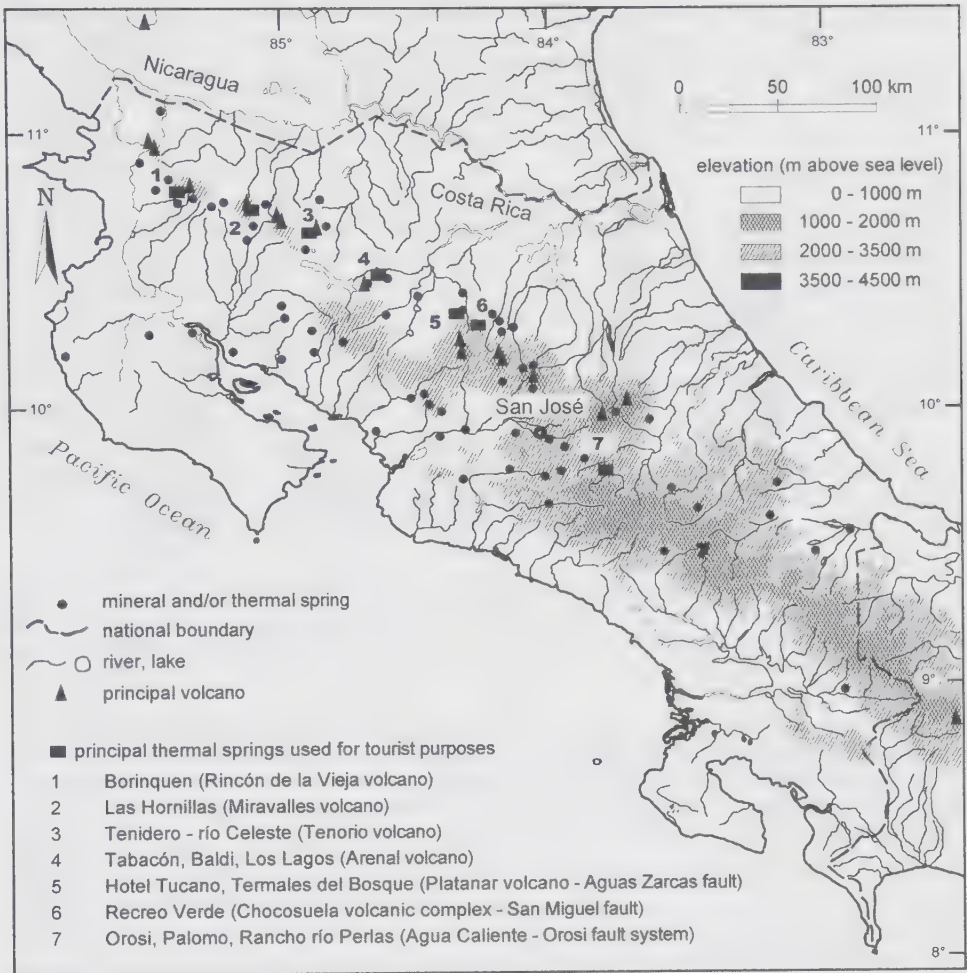 85°
84°
83°
Nicaragua
0 50 100 km
11°
11°
elevation (m above sea level)
0 - 1000 m
1000 - 2000 m
2000 - 3500 m
3500 - 4500 m
1
N
Costa Rica
2
3
4
5
6
Caribbean Sea
10°
San José
10°
7
Pacific Ocean
mineral and/or thermal spring
national boundary
river, lake
principal volcano
9°
principal thermal springs used for tourist purposes
1 Borinquen (Rincón de la Vieja volcano)
2 Las Hornillas (Miravalles volcano)
3 Tenidero - río Celeste (Tenorio volcano)
4 Tabacón, Baldi, Los Lagos (Arenal volcano)
5 Hotel Tucano, Termales del Bosque (Platanar volcano - Aguas Zarcas fault)
6 Recreo Verde (Chocosuela volcanic complex - San Miguel fault)
7 Orosi, Palomo, Rancho río Perlas (Agua Caliente - Orosi fault system)
8°